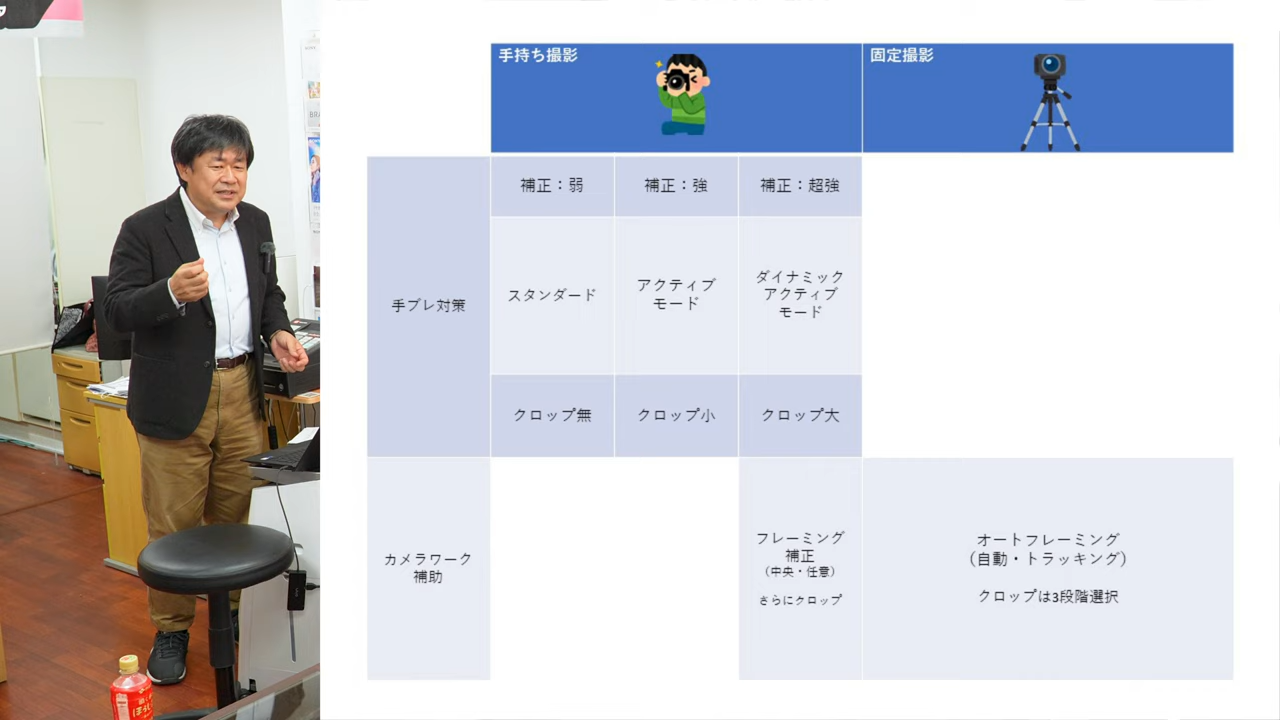 手持ち撮影
固定撮影
補正：弱
補正：強
補正：超強
手ブレ対策
スタンダード
アクティブ
モード
ダイナミック
アクティブ
モード
クロップ無
クロップ小
クロップ大
カメラワーク
補助
フレーミング
補正
（中央・任意）
さらにクロップ
オートフレーミング
（自動・トラッキング）
クロップは3段階選択